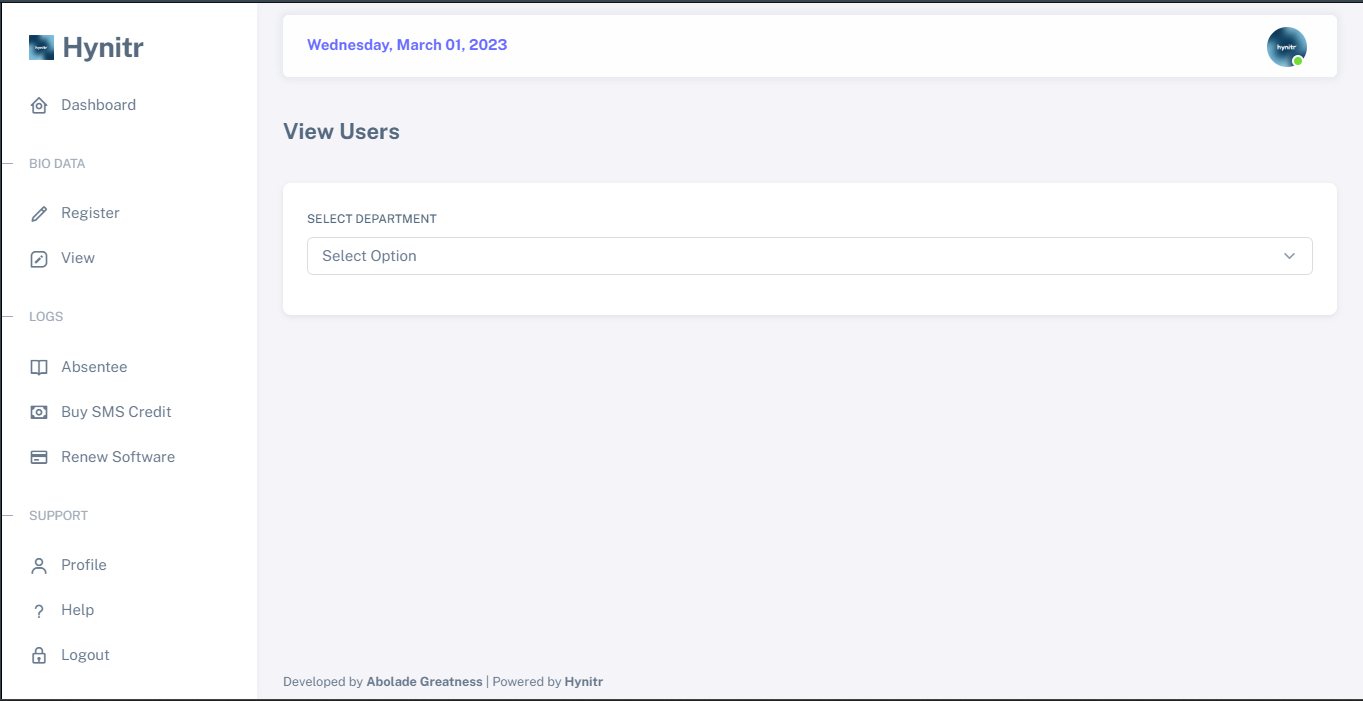 hynitr
Hynitr
Dashboard
BIO DATA
Register
View
LOGS
Absentee
Buy SMS Credit
Renew Software
SUPPORT
Profile
Help
Logout
Wednesday, March 01, 2023
hynitr
View Users
SELECT DEPARTMENT
Select Option
Developed by Abolade Greatness | Powered by Hynitr